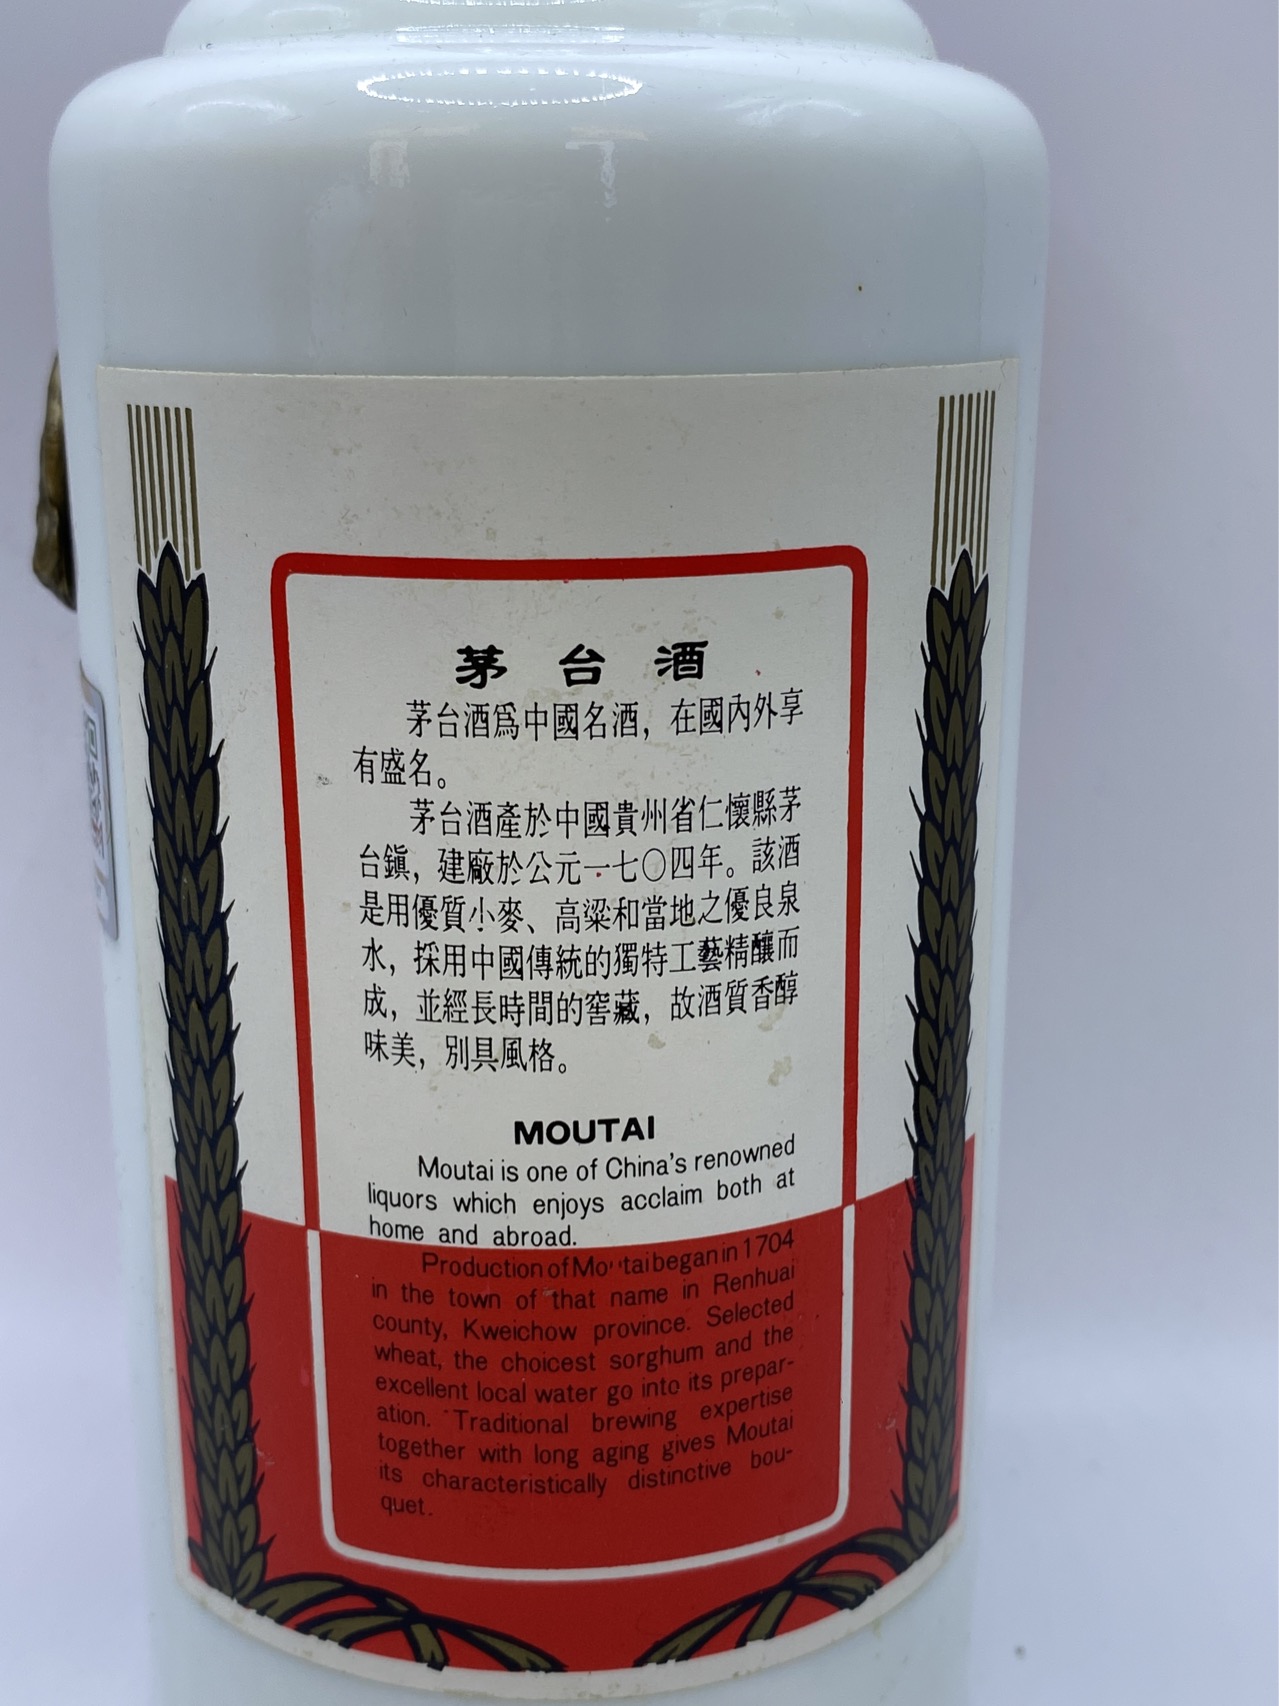 茅台酒
茅台酒爲中國名酒，在國內外享
有盛名。
茅台酒產於中國貴州省仁懷縣茅
台鎭，建廠於公元一七〇四年。該酒
是用優質小麥、高粱和當地之優良泉
水，採用中國傳統的獨特工藝精釀而
成，並經長時間的窖藏，故酒質香醇
味美，別具風格。
MOUTAI
Moutai is one of China's renowned
liquors which enjoys acclaim both at
home and abroad.
Production of Moutai began in 1704
in the town of that name in Renhuai
county, Kweichow province. Selected
wheat, the choicest sorghum and the
excellent local water go into its prepar-
ation. Traditional brewing expertise
together with long aging gives Moutai
its characteristically distinctive bou-
quet.